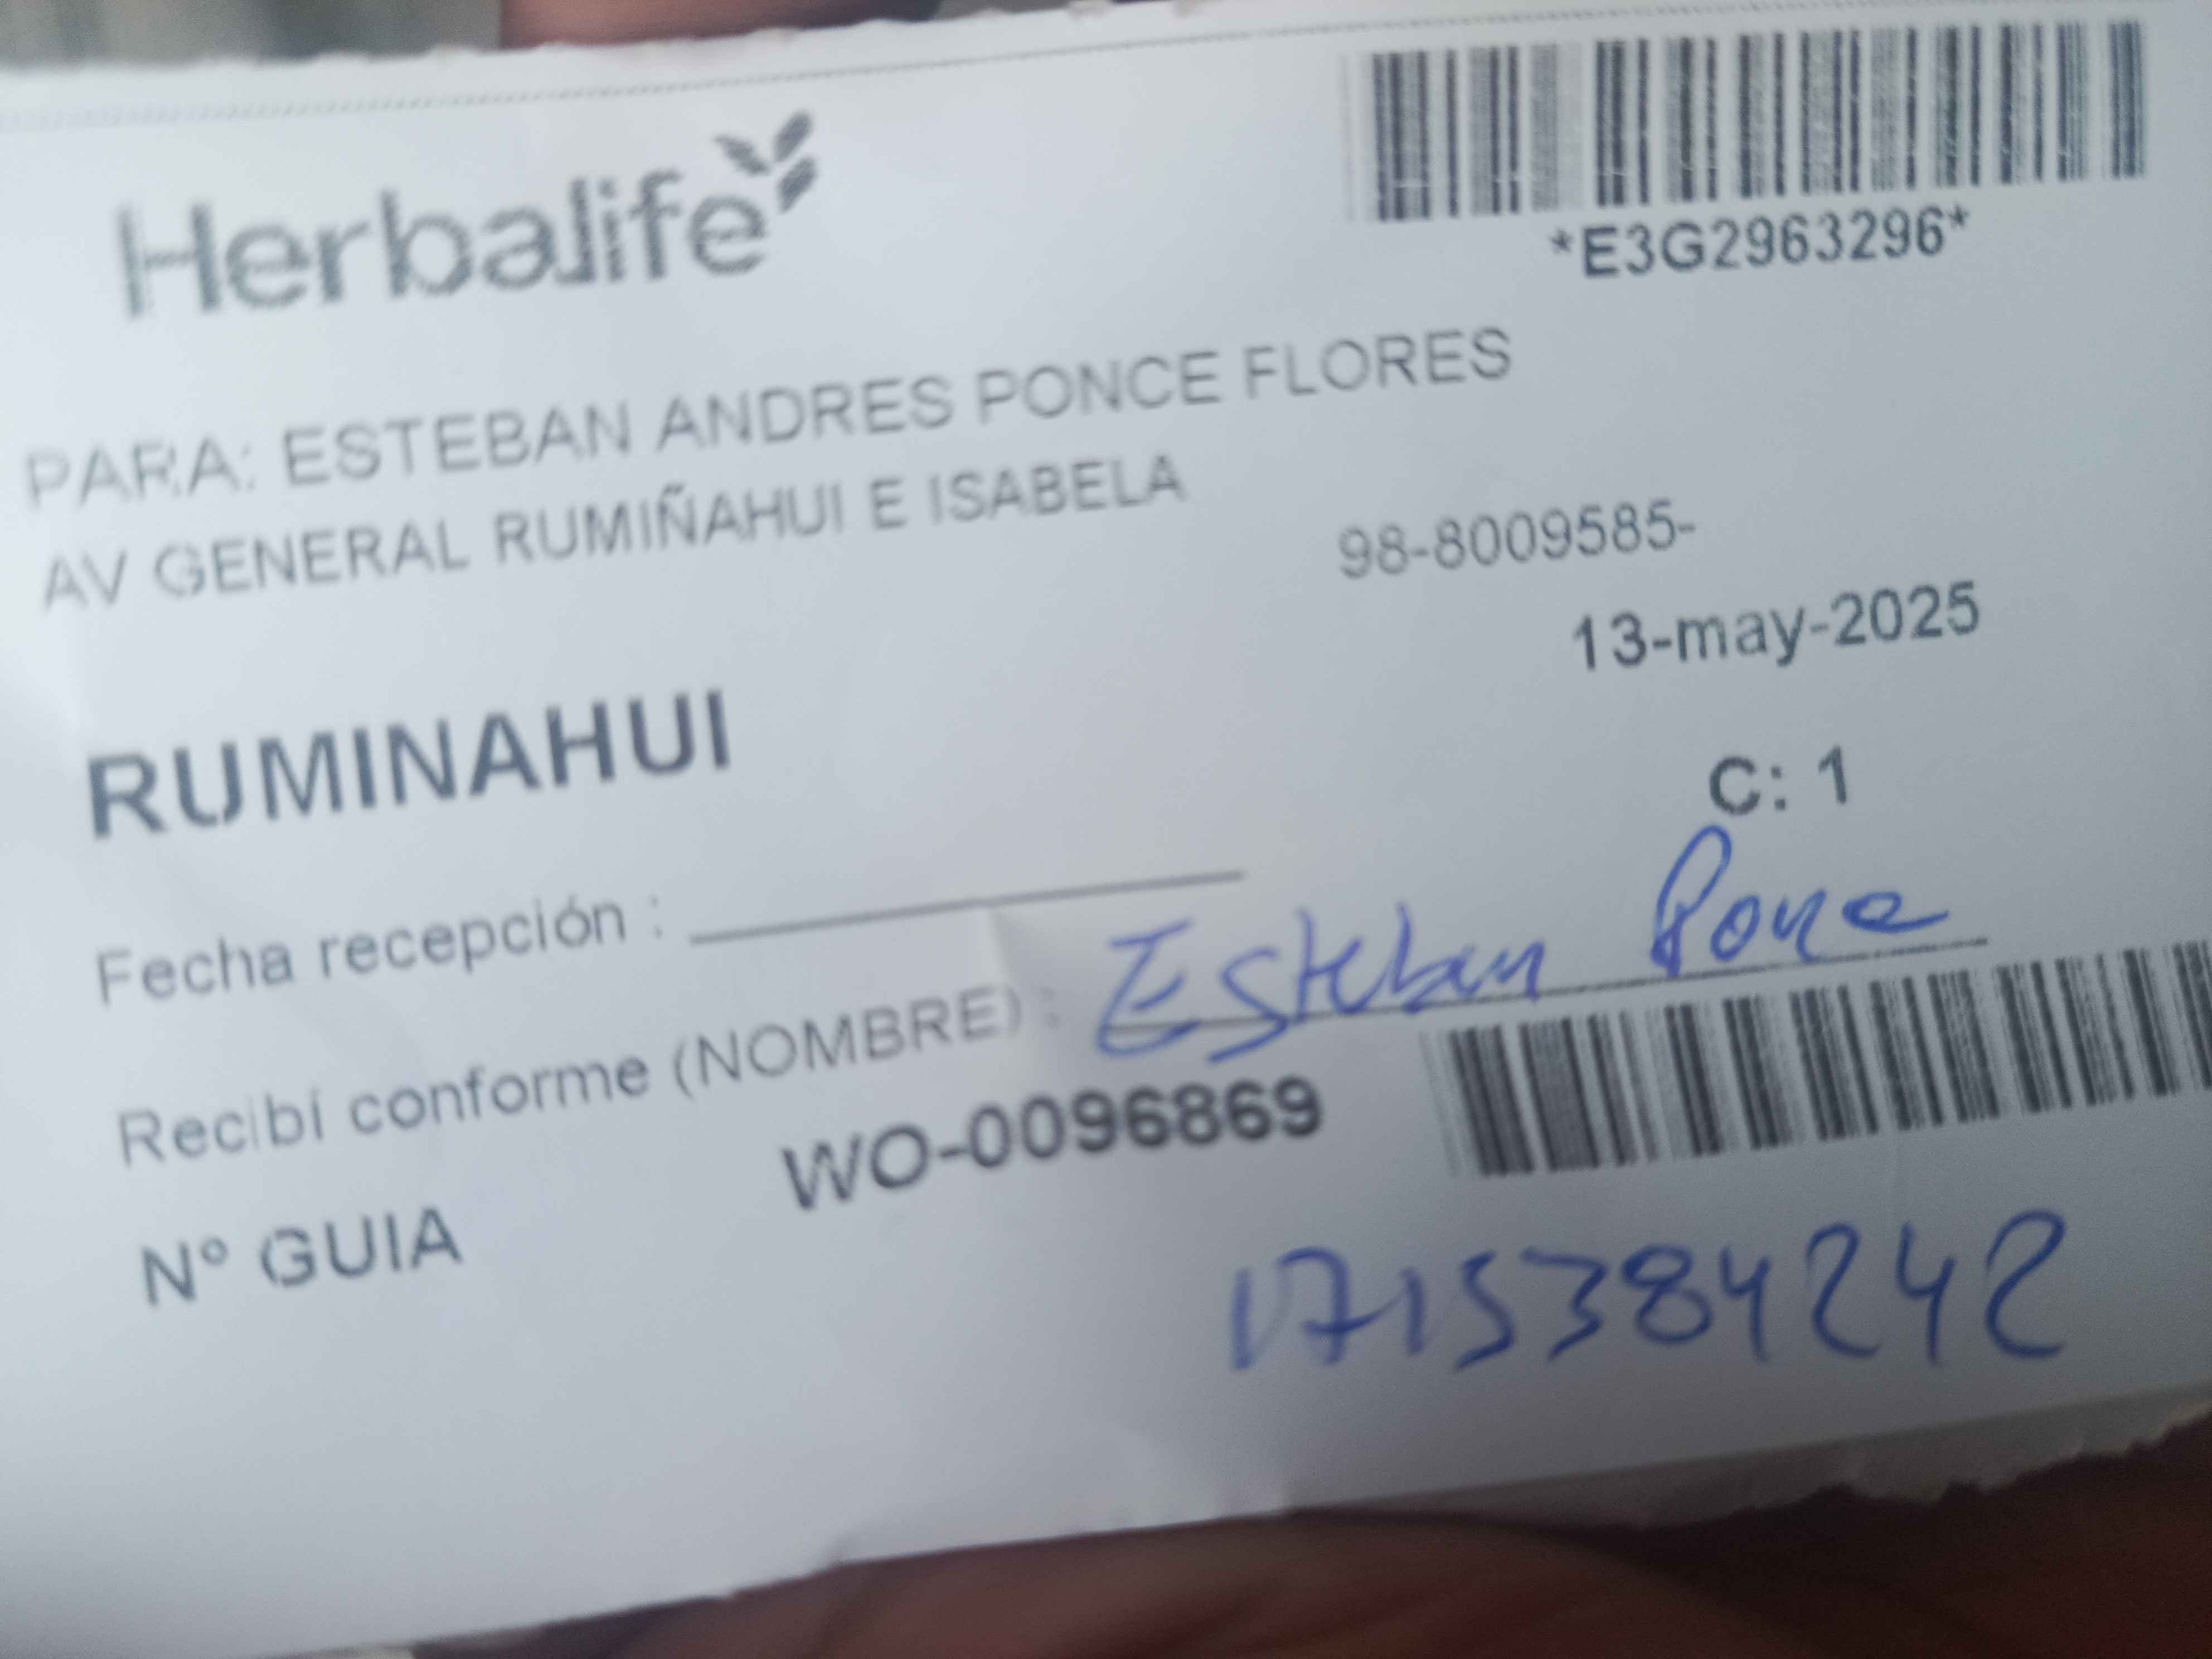 Herbalife
*E3G2963296*
PARA: ESTEBAN ANDRES PONCE FLORES
AV GENERAL RUMIÑAHUI E ISABELA
98-8009585-
13-may-2025
RUMINAHUI
C: 1
Fecha recepción :
Recibí conforme (NOMBRE) : Esteban Ponce
Nº GUIA WO-0096869
1715384242